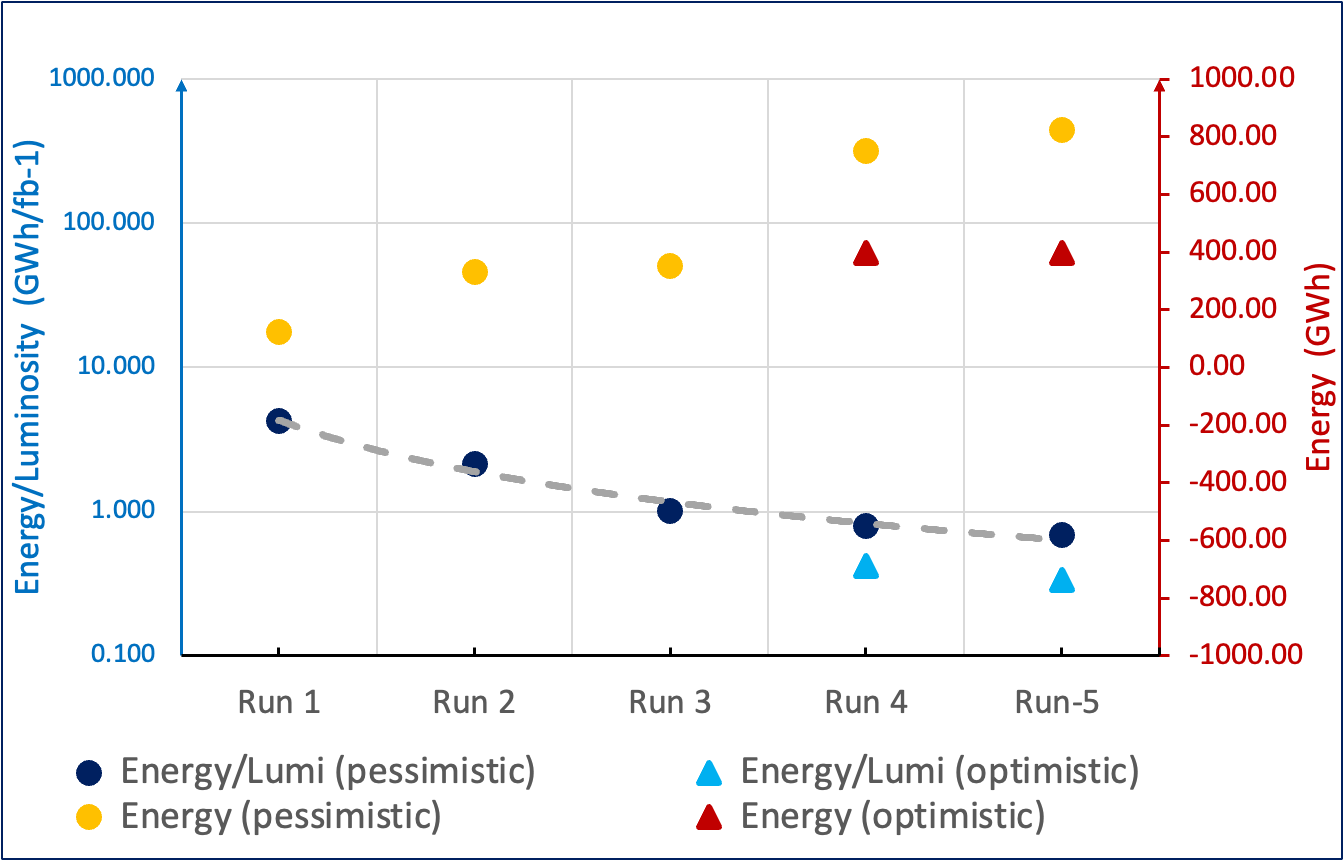 1000.000
100.000
10.000
1.000
0.100
Energy/Luminosity (GWh/fb-1)
1000.00
800.00
600.00
400.00
200.00
0.00
-200.00
-400.00
-600.00
-800.00
-1000.00
Energy (GWh)
Run 1
Run 2
Run 3
Run 4
Run-5
Energy/Lumi (pessimistic)
Energy/Lumi (optimistic)
Energy (pessimistic)
Energy (optimistic)